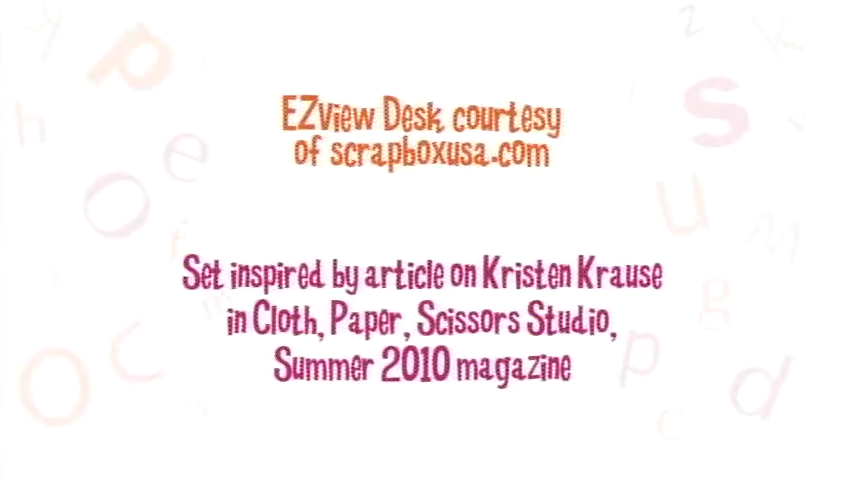 EZview Desk courtesy
of scrapboxusa.com
Set inspired by article on Kristen Krause
in Cloth, Paper, Scissors Studio,
Summer 2010 magazine